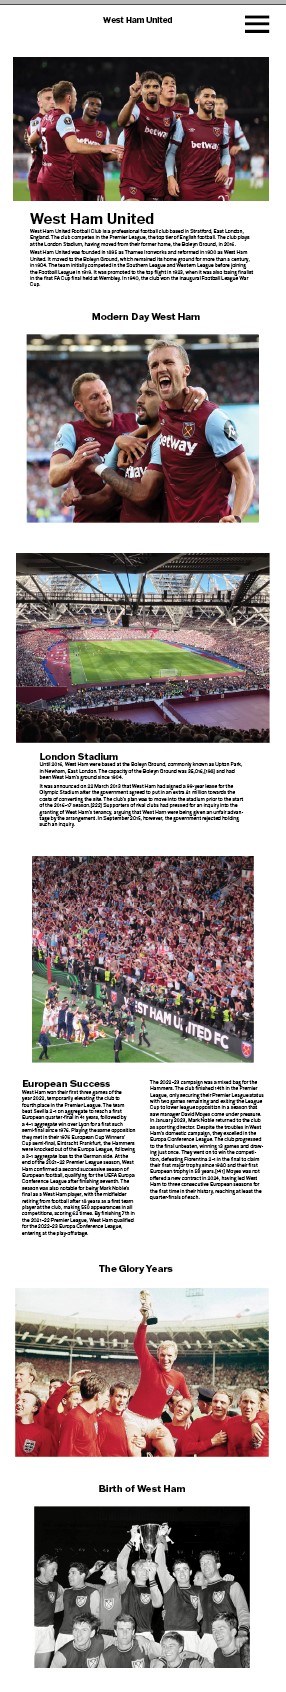 West Ham United
West Ham United
West Ham United Football Club is a professional football club based in Stratford, East London,
England. The club competes in the Premier League, the top tier of English football. The club plays
at the London Stadium, having moved from their former home, the Boleyn Ground, in 2016.
West Ham United was founded in 1895 as Thames Ironworks and reformed in 1900 as West Ham
United. It moved to the Boleyn Ground, which remained its home ground for more than a century,
in 1904. The team initially competed in the Southern League and Western League before joining
the Football League in 1919. It was promoted to the top flight in 1923, when it was also losing finalist
in the first FA Cup final held at Wembley. In 1940, the club won the inaugural Football League War
Cup.
Modern Day West Ham
London Stadium
Until 2016, West Ham were based at the Boleyn Ground, commonly known as Upton Park,
in Newham, East London. The capacity of the Boleyn Ground was 35,016,[198] and had
been West Ham's ground since 1904.
It was announced on 22 March 2013 that West Ham had signed a 99-year lease for the
Olympic Stadium after the government agreed to put in an extra £1 million towards the
costs of converting the site. The club's plan was to move into the stadium prior to the start
of the 2016–17 season.[222] Supporters of rival clubs had pressed for an inquiry into the
granting of West Ham's tenancy, arguing that West Ham were being given an unfair advan-
tage by the arrangement. In September 2015, however, the government rejected holding
such an inquiry.
WEST HAM UNITED FC
European Success
West Ham won their first three games of the
year 2022, temporarily elevating the club to
fourth place in the Premier League. The team
beat Sevilla 2–1 on aggregate to reach a first
European quarter-final in 41 years, followed by
a 4–1 aggregate win over Lyon for a first such
semi-final since 1976. Playing the same opposition
they met in their 1976 European Cup Winners'
Cup semi-final, Eintracht Frankfurt, the Hammers
were knocked out of the Europa League, following
a 3–1 aggregate loss to the German side. At the
end of the 2021–22 Premier League season, West
Ham confirmed a second successive season of
European football, qualifying for the UEFA Europa
Conference League after finishing seventh. The
season was also notable for being Mark Noble's
final as a West Ham player, with the midfielder
retiring from football after 18 years as a first team
player at the club, making 550 appearances in all
competitions, scoring 62 times. By finishing 7th in
the 2021–22 Premier League, West Ham qualified
for the 2022–23 Europa Conference League,
entering at the play-off stage.
The 2022–23 campaign was a mixed bag for the
Hammers. The club finished 14th in the Premier
League, only securing their Premier League status
with two games remaining and exiting the League
Cup to lower league opposition in a season that
saw manager David Moyes come under pressure.
In January 2023, Mark Noble returned to the club
as sporting director. Despite the troubles in West
Ham's domestic campaign, they excelled in the
Europa Conference League. The club progressed
to the final unbeaten, winning 13 games and draw-
ing just once. They went on to win the competi-
tion, defeating Fiorentina 2–1 in the final to claim
their first major trophy since 1980 and their first
European trophy in 58 years.[141] Moyes was not
offered a new contract in 2024, having led West
Ham to three consecutive European seasons for
the first time in their history, reaching at least the
quarter-finals of each.
The Glory Years
Birth of West Ham